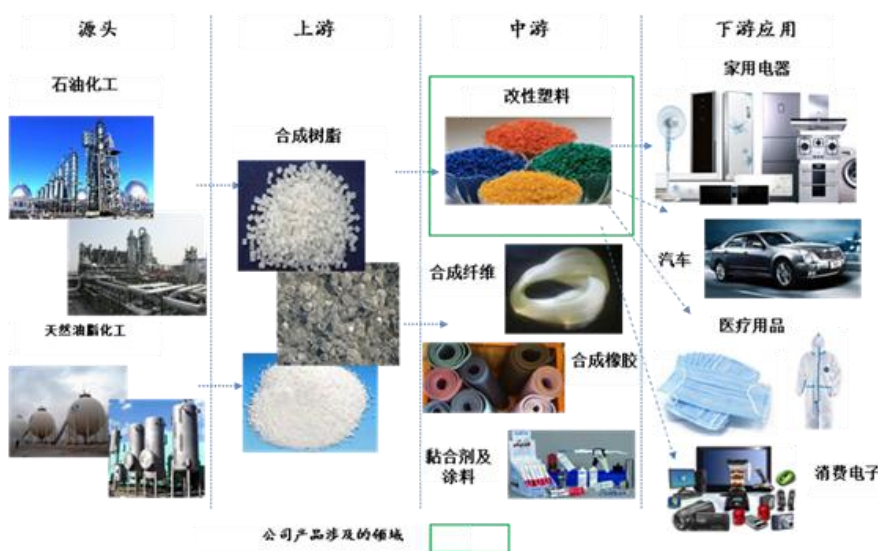 源头
上游
中游
下游应用
石油化工
天然油脂化工
合成树脂
改性塑料
合成纤维
合成橡胶
黏合剂及
涂料
家用电器
汽车
医疗用品
消费电子
公司产品涉及的领域